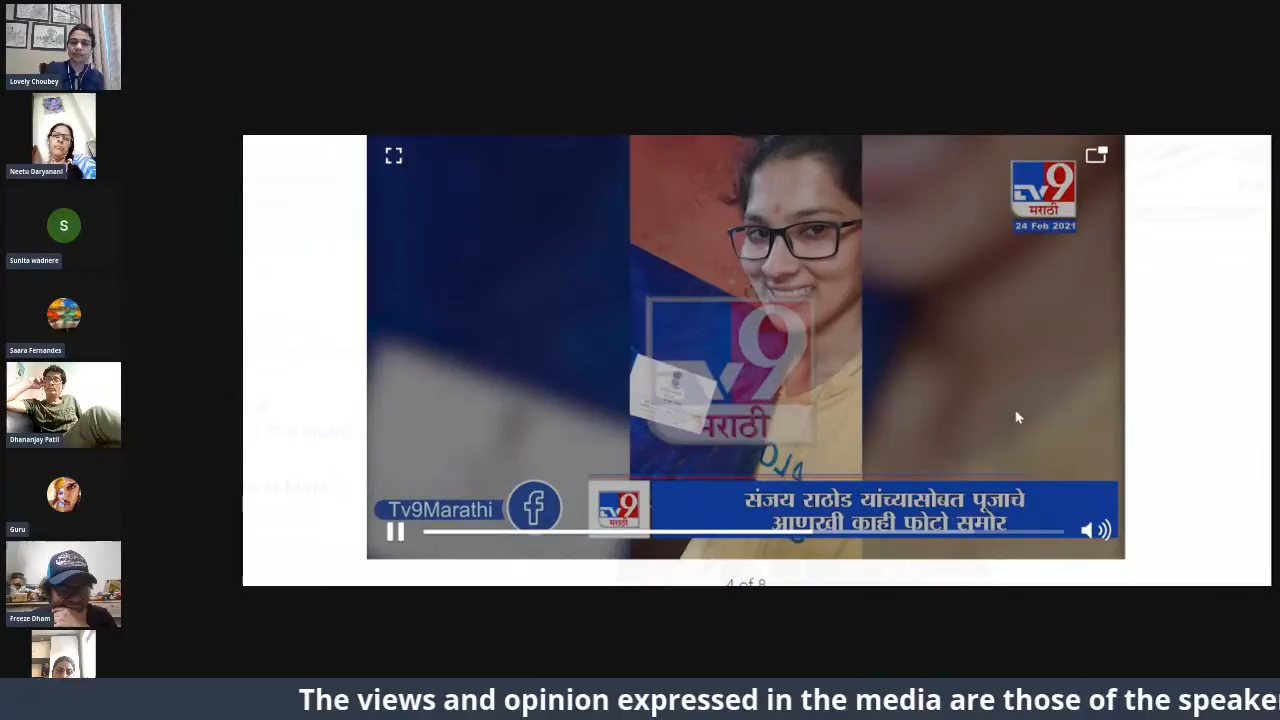 Lovely Choubey
Neetu Daryanani
S
Sunita wadnere
Saara Fernandes
Dhananjay Patil
Guru
Freeze Dham
TV9
मराठी
24 Feb 2021
TV9
मराठी
Tv9Marathi
TV9
मराठी
संजय राठोड यांच्यासोबत पूजाचे
आणखी काही फोटो समोर
4 of 8
The views and opinion expressed in the media are those of the speake